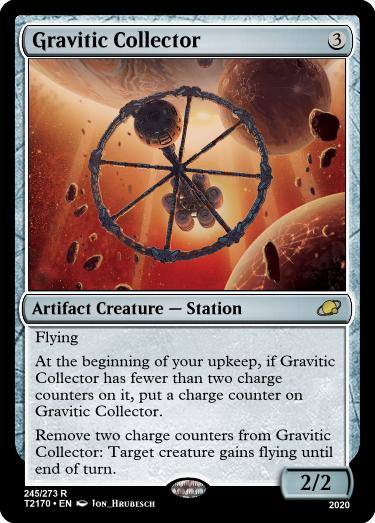 Gravitic Collector 3
Artifact Creature — Station
Flying
At the beginning of your upkeep, if Gravitic
Collector has fewer than two charge
counters on it, put a charge counter on
Gravitic Collector.
Remove two charge counters from Gravitic
Collector: Target creature gains flying until
end of turn.
2/2
245/273 R
T2170 • EN Jon_Hrubesch
2020